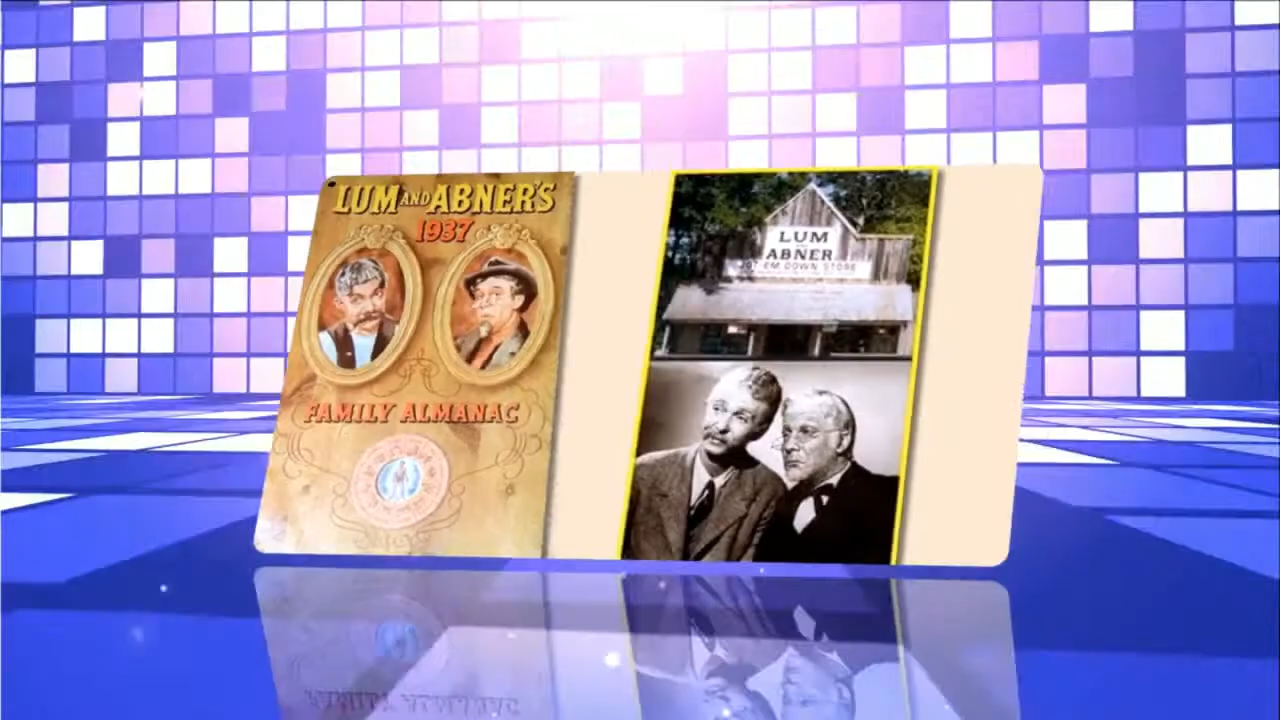 LUM AND ABNER'S
1937
FAMILY ALMANAC
LUM
ABNER
JOT 'EM DOWN STORE